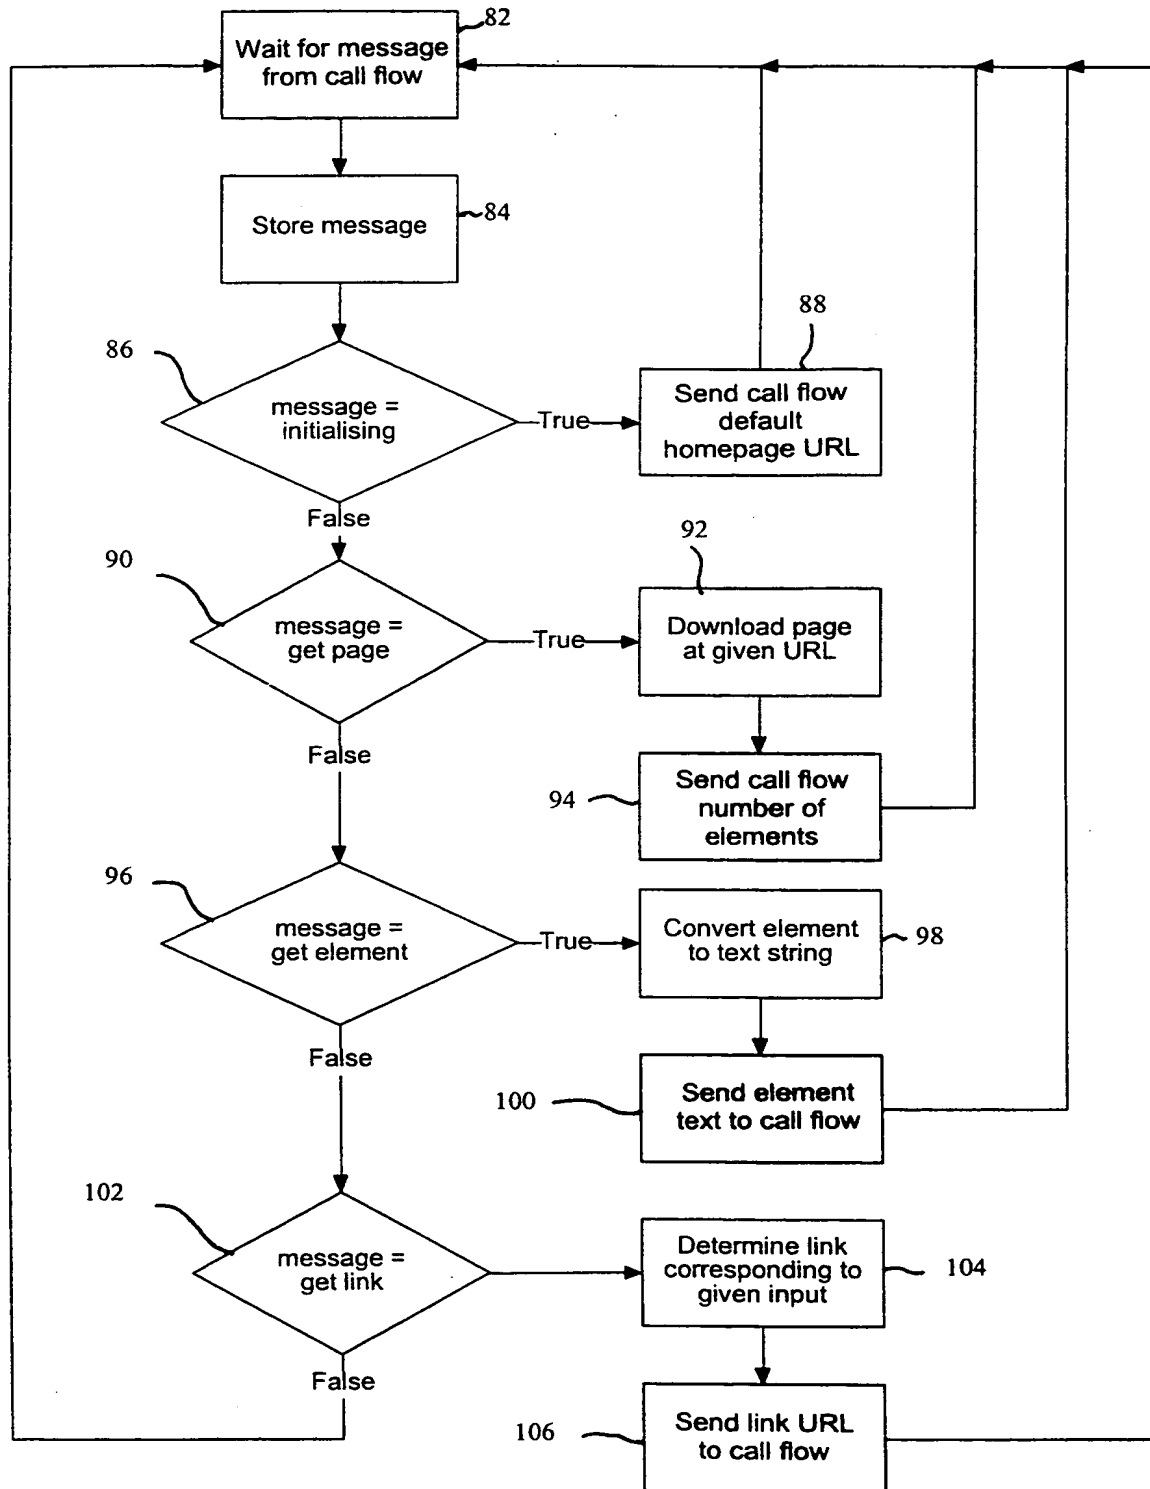 82
Wait for message
from call flow
Store message
84
86
message =
initialising
True
88
Send call flow
default
homepage URL
False
90
message =
get page
True
92
Download page
at given URL
False
94
Send call flow
number of
elements
96
message =
get element
True
Convert element
to text string
98
False
100
Send element
text to call flow
102
message =
get link
Determine link
corresponding to
given input
104
False
106
Send link URL
to call flow